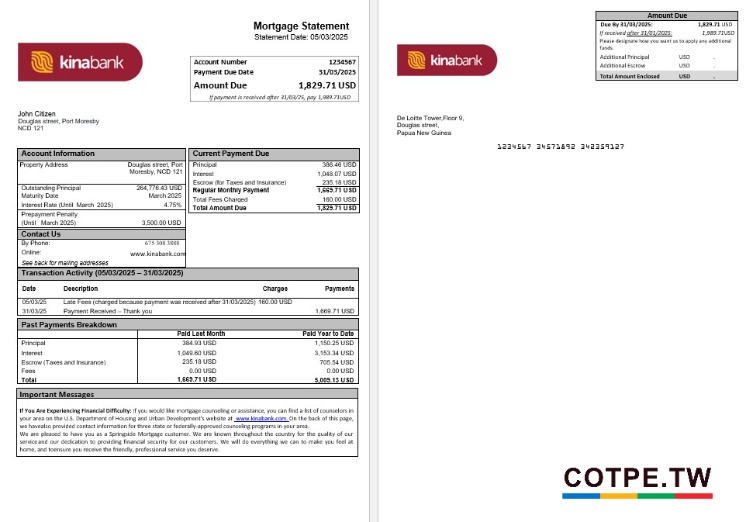 Mortgage Statement
Statement Date: 05/03/2025
kinabank
Account Number 1234567
Payment Due Date 31/03/2025
Amount Due 1,829.71 USD
If payment is received after 31/03/25, pay 1,989.71USD
John Citizen
Douglas street, Port Moresby
NCD 121
Account Information
Property Address Douglas street, Port
Moresby, NCD 121
Outstanding Principal 264,776.43 USD
Maturity Date March 2025
Interest Rate (Until March 2025) 4.75%
Prepayment Penalty
(Until March 2025) 3,500.00 USD
Contact Us
By Phone: 675 308 3888
Online: www.kinabank.com
See back for mailing addresses
Current Payment Due
Principal 386.46 USD
Interest 1,048.07 USD
Escrow (for Taxes and Insurance) 235.18 USD
Regular Monthly Payment 1,669.71 USD
Total Fees Charged 160.00 USD
Total Amount Due 1,829.71 USD
Transaction Activity (05/03/2025 – 31/03/2025)
Date Description Charges Payments
05/03/25 Late Fees (charged because payment was received after 31/03/2025) 160.00 USD
31/03/25 Payment Received – Thank you 1,669.71 USD
Past Payments Breakdown
Paid Last Month Paid Year to Date
Principal 384.93 USD 1,150.25 USD
Interest 1,049.60 USD 3,153.34 USD
Escrow (Taxes and Insurance) 235.18 USD 705.54 USD
Fees 0.00 USD 0.00 USD
Total 1,669.71 USD 5,009.13 USD
Important Messages
If You Are Experiencing Financial Difficulty: If you would like mortgage counseling or assistance, you can find a list of counselors in
your area on the U.S. Department of Housing and Urban Development's website at www.kinabank.com On the back of this page,
we havealso provided contact information for three state or federally-approved counseling programs in your area.
We are pleased to have you as a Springside Mortgage customer. We are known throughout the country for the quality of our
serviceand our dedication to providing financial security for our customers. We will do everything we can to make you feel at
home, and toensure you receive the friendly, professional service you deserve.
kinabank
De Loitte Tower,Floor 9,
Douglas street,
Papua New Guinea
Amount Due
Due By 31/03/2025: 1,829.71 USD
If received after 31/01/2025: 1,989.71USD
Please designate how you want us to apply any additional
funds.
Additional Principal USD .
Additional Escrow USD .
Total Amount Enclosed USD .
1234567 34571892 342359127
COTPE.TW